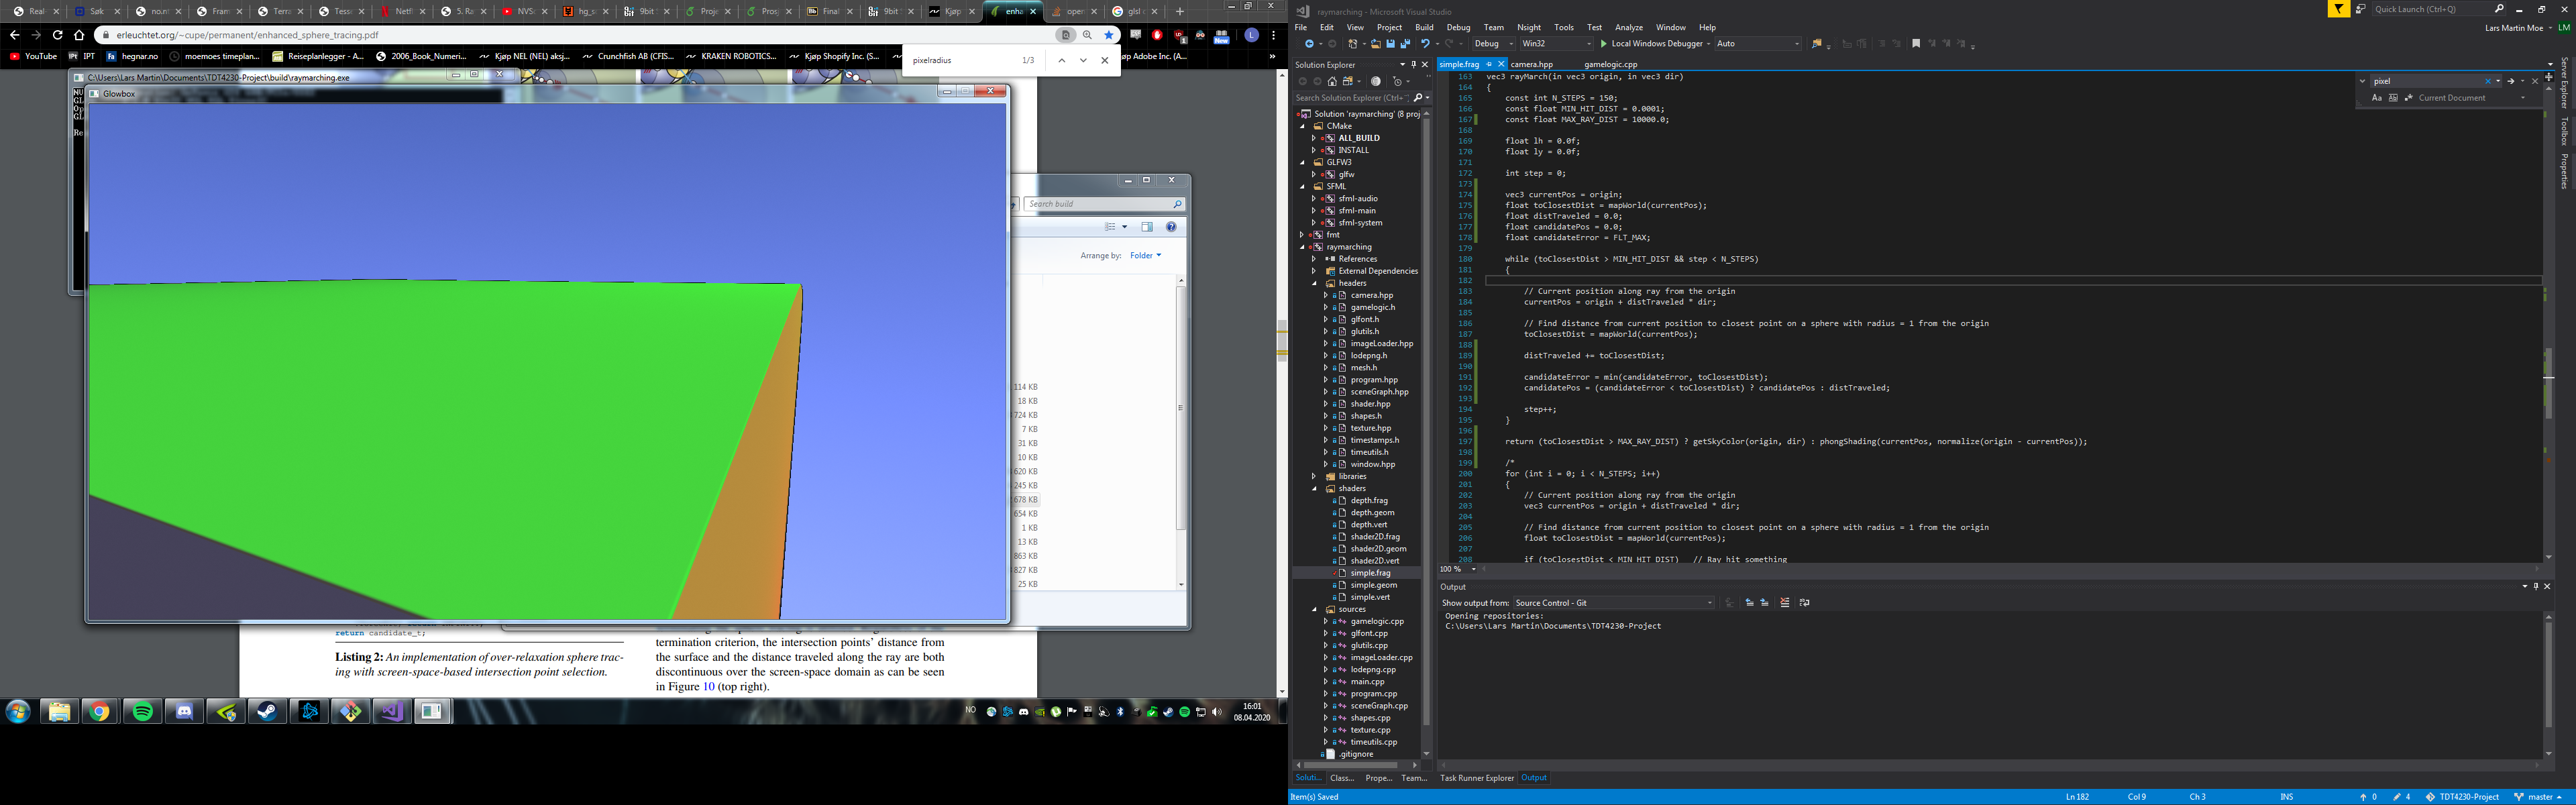 Real-
Søk
no.m
Fram
Terra
Tesse
Netfl
5. Ra
NVS
hg_s
9bit
Proje
Prosj
Final
9bit
Kjøp
enha
open
glsl c
erleuchtet.org/~cupe/permanent/enhanced_sphere_tracing.pdf
YouTube
IPT
hegnar.no
moemoes timeplan...
Reiseplanlegger - A...
2006_Book_Numeri...
Kjøp NEL (NEL) aksj...
Crunchfish AB (CFIS...
KRAKEN ROBOTICS...
Kjøp Shopify Inc. (S...
øp Adobe Inc. (A...
pixelradius 1/3
C:\Users\Lars Martin\Documents\TDT4230-Project\build\raymarching.exe
Glowbox
Search build
Arrange by: Folder
114 KB
18 KB
724 KB
7 KB
31 KB
10 KB
620 KB
245 KB
678 KB
654 KB
1 KB
13 KB
863 KB
827 KB
25 KB
return candidate_t;
Listing 2: An implementation of over-relaxation sphere trac-
ing with screen-space-based intersection point selection.
termination criterion, the intersection points' distance from
the surface and the distance traveled along the ray are both
discontinuous over the screen-space domain as can be seen
in Figure 10 (top right).
NO
16:01
08.04.2020
raymarching - Microsoft Visual Studio
Quick Launch (Ctrl+Q)
File Edit View Project Build Debug Team Nsight Tools Test Analyze Window Help
Lars Martin Moe LM
Debug Win32 Local Windows Debugger Auto
Solution Explorer
Search Solution Explorer (Ctrl+
Solution 'raymarching' (8 proj
CMake
ALL_BUILD
INSTALL
GLFW3
glfw
SFML
sfml-audio
sfml-main
sfml-system
fmt
raymarching
References
External Dependencies
headers
camera.hpp
gamelogic.h
glfont.h
glutils.h
imageLoader.hpp
lodepng.h
mesh.h
program.hpp
sceneGraph.hpp
shader.hpp
shapes.h
texture.hpp
timestamps.h
timeutils.h
window.hpp
libraries
shaders
depth.frag
depth.geom
depth.vert
shader2D.frag
shader2D.geom
shader2D.vert
simple.frag
simple.geom
simple.vert
sources
gamelogic.cpp
glfont.cpp
glutils.cpp
imageLoader.cpp
lodepng.cpp
main.cpp
program.cpp
sceneGraph.cpp
shapes.cpp
texture.cpp
timeutils.cpp
.gitignore
Soluti... Class... Prope... Team...
simple.frag camera.hpp gamelogic.cpp
pixel
Aa Current Document
163 vec3 rayMarch(in vec3 origin, in vec3 dir)
164 {
165 const int N_STEPS = 150;
166 const float MIN_HIT_DIST = 0.0001;
167 const float MAX_RAY_DIST = 10000.0;
168
169 float lh = 0.0f;
170 float ly = 0.0f;
171
172 int step = 0;
173
174 vec3 currentPos = origin;
175 float toClosestDist = mapWorld(currentPos);
176 float distTraveled = 0.0;
177 float candidatePos = 0.0;
178 float candidateError = FLT_MAX;
179
180 while (toClosestDist > MIN_HIT_DIST && step < N_STEPS)
181 {
182
183 // Current position along ray from the origin
184 currentPos = origin + distTraveled * dir;
185
186 // Find distance from current position to closest point on a sphere with radius = 1 from the origin
187 toClosestDist = mapWorld(currentPos);
188
189 distTraveled += toClosestDist;
190
191 candidateError = min(candidateError, toClosestDist);
192 candidatePos = (candidateError < toClosestDist) ? candidatePos : distTraveled;
193
194 step++;
195 }
196
197 return (toClosestDist > MAX_RAY_DIST) ? getSkyColor(origin, dir) : phongShading(currentPos, normalize(origin - currentPos));
198
199 /*
200 for (int i = 0; i < N_STEPS; i++)
201 {
202 // Current position along ray from the origin
203 vec3 currentPos = origin + distTraveled * dir;
204
205 // Find distance from current position to closest point on a sphere with radius = 1 from the origin
206 float toClosestDist = mapWorld(currentPos);
207
208 if (toClosestDist < MIN_HIT_DIST) // Ray hit something
100 %
Output
Show output from: Source Control - Git
Opening repositories:
C:\Users\Lars Martin\Documents\TDT4230-Project
Task Runner Explorer Output
Server Explorer
Toolbox
Properties
Item(s) Saved Ln 182 Col 9 Ch 3 INS 0 4 TDT4230-Project master